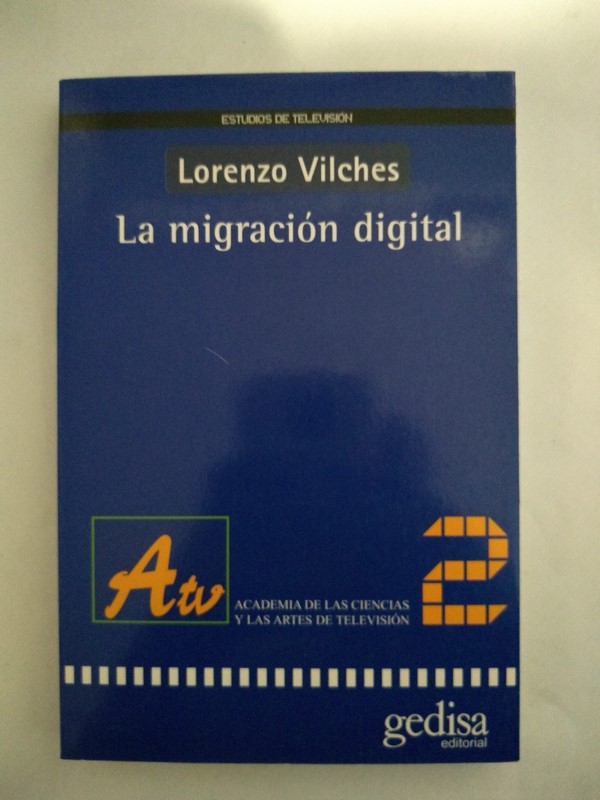 ESTUDIOS DE TELEVISIÓN
Lorenzo Vilches
La migración digital
Atv
ACADEMIA DE LAS CIENCIAS
Y LAS ARTES DE TELEVISIÓN
2
gedisa
editorial